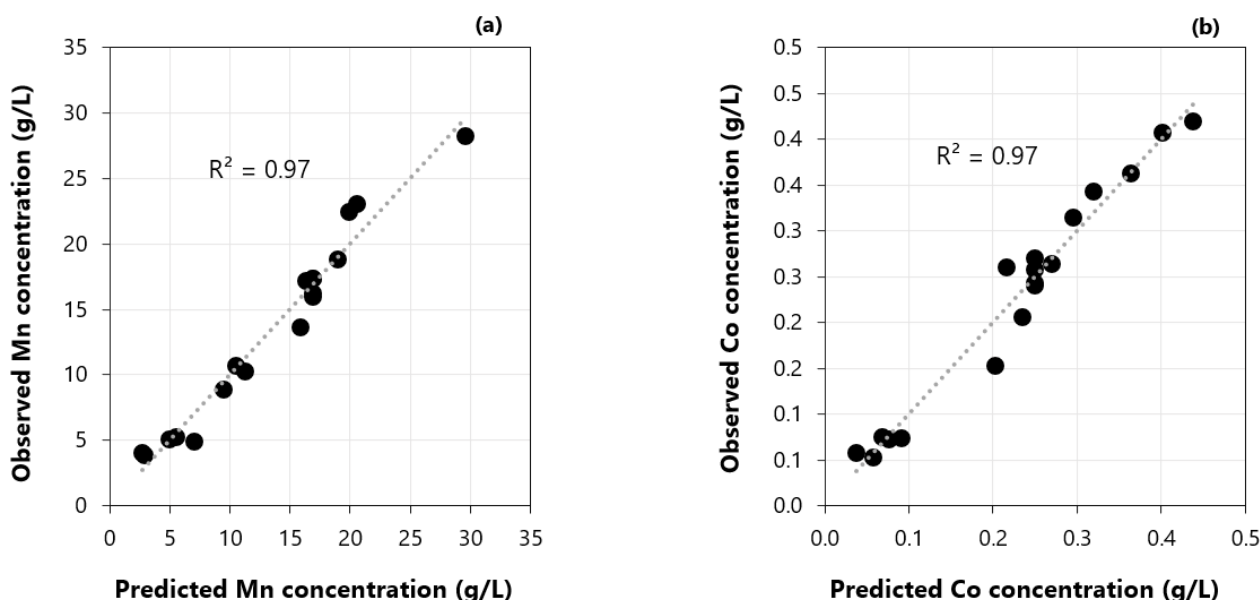 (a)
35
30
25
20
15
10
5
0
Observed Mn concentration (g/L)
R² = 0.97
0 5 10 15 20 25 30 35
Predicted Mn concentration (g/L)
(b)
0.5
0.5
0.4
0.4
0.3
0.3
0.2
0.2
0.1
0.1
0.0
Observed Co concentration (g/L)
R² = 0.97
0.0 0.1 0.2 0.3 0.4 0.5
Predicted Co concentration (g/L)